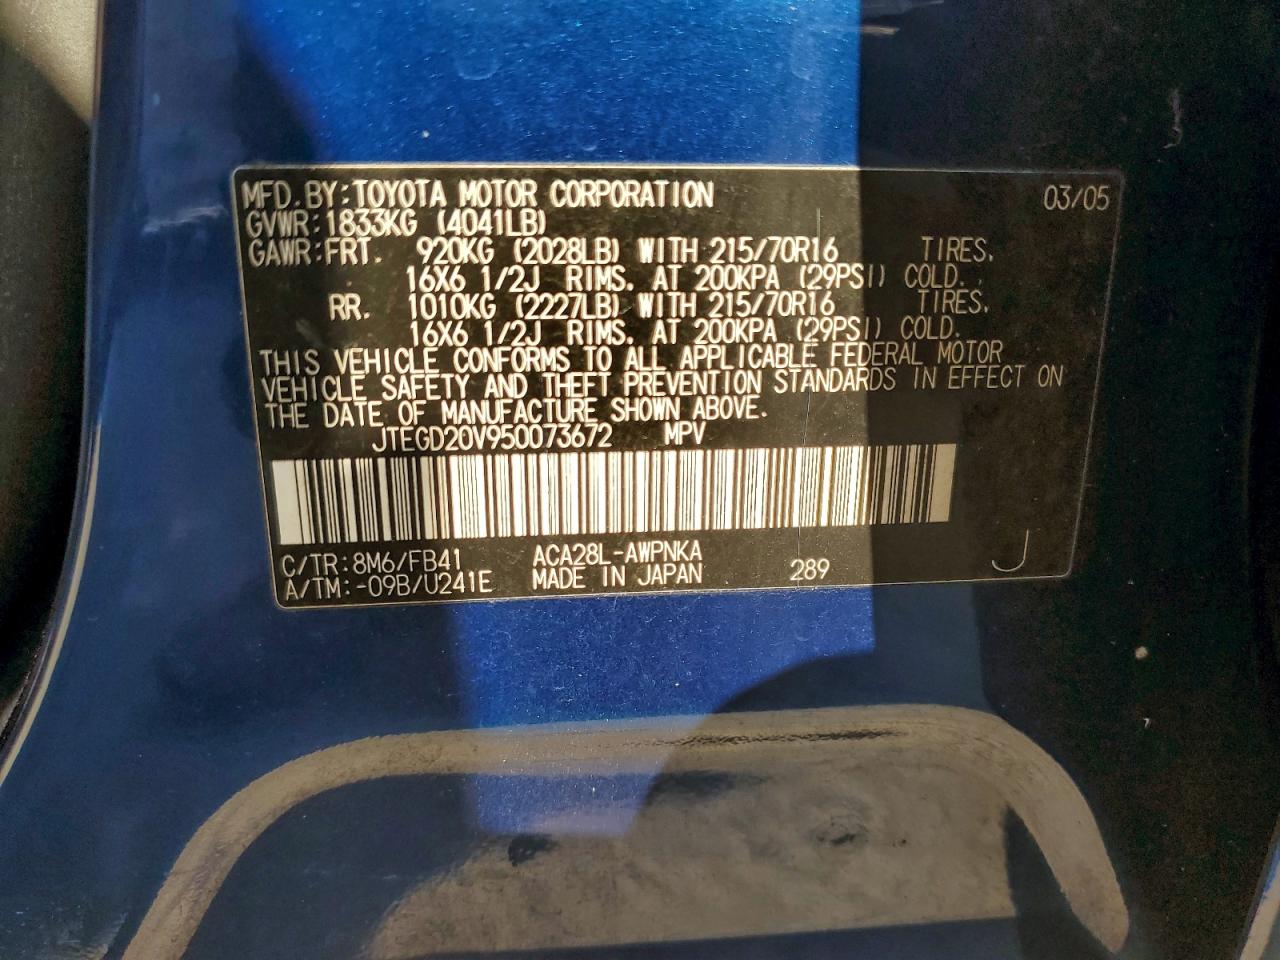 MFD. BY: TOYOTA MOTOR CORPORATION 03/05
GVWR: 1833KG (4041LB)
GAWR: FRT. 920KG (2028LB) WITH 215/70R16 TIRES.
16X6 1/2J RIMS. AT 200KPA (29PSI) COLD.
RR. 1010KG (2227LB) WITH 215/70R16 TIRES.
16X6 1/2J RIMS. AT 200KPA (29PSI) COLD.
THIS VEHICLE CONFORMS TO ALL APPLICABLE FEDERAL MOTOR
VEHICLE SAFETY AND THEFT PREVENTION STANDARDS IN EFFECT ON
THE DATE OF MANUFACTURE SHOWN ABOVE.
JTEGD20V950073672 MPV
C/TR: 8M6/FB41 ACA28L-AWPNKA
A/TM: -09B/U241E MADE IN JAPAN 289 J